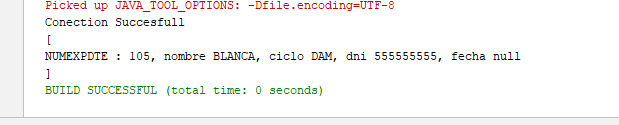 Picked up JAVA_TOOL_OPTIONS: -Dfile.encoding=UTF-8
Conection Succesfull
[
NUMEXPDTE : 105, nombre BLANCA, ciclo DAM, dni 555555555, fecha null
]
BUILD SUCCESSFUL (total time: 0 seconds)